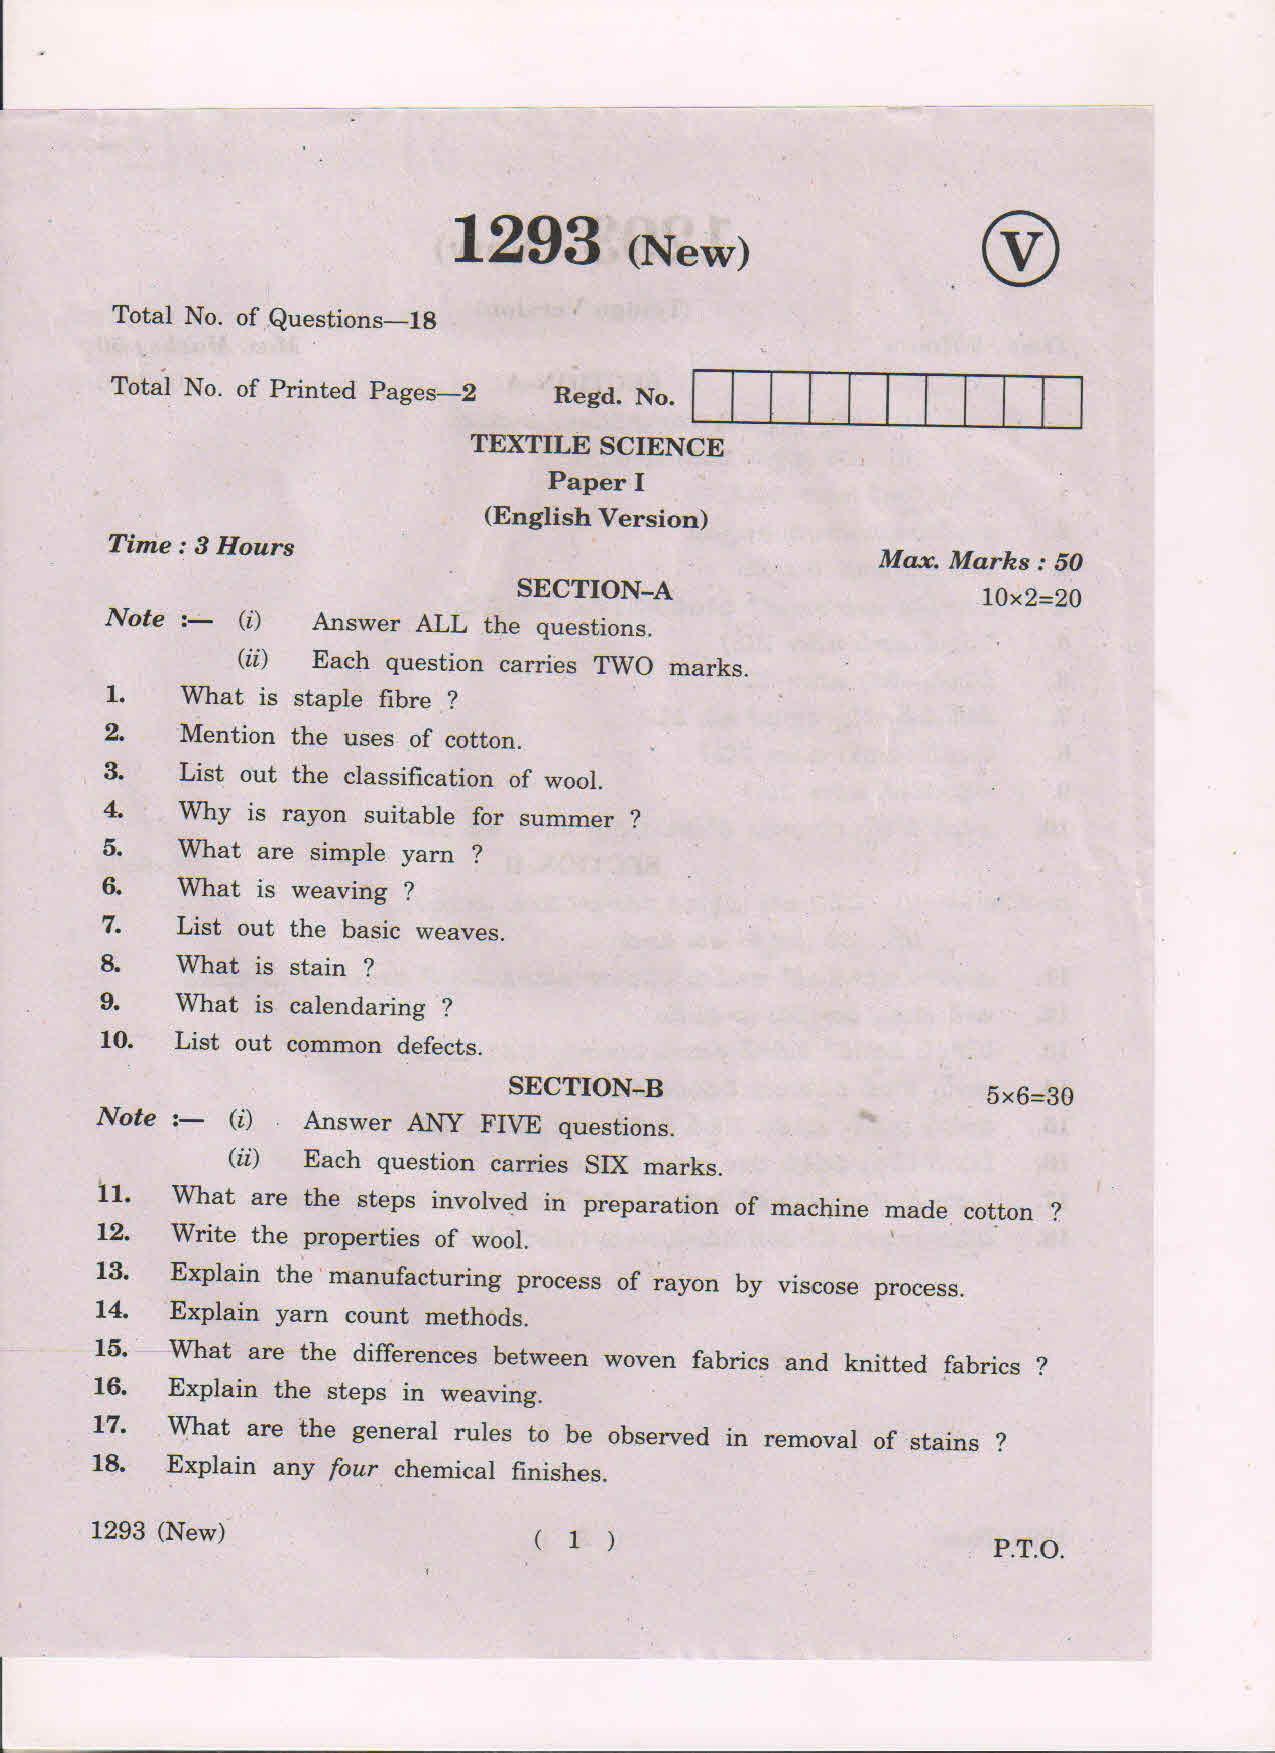 1293 (New)
V
Total No. of Questions—18
Total No. of Printed Pages—2
Regd. No.
TEXTILE SCIENCE
Paper I
(English Version)
Time : 3 Hours
Max. Marks : 50
SECTION–A
10×2=20
Note :— (i) Answer ALL the questions.
(ii) Each question carries TWO marks.
1. What is staple fibre ?
2. Mention the uses of cotton.
3. List out the classification of wool.
4. Why is rayon suitable for summer ?
5. What are simple yarn ?
6. What is weaving ?
7. List out the basic weaves.
8. What is stain ?
9. What is calendaring ?
10. List out common defects.
SECTION–B
5×6=30
Note :— (i) Answer ANY FIVE questions.
(ii) Each question carries SIX marks.
11. What are the steps involved in preparation of machine made cotton ?
12. Write the properties of wool.
13. Explain the manufacturing process of rayon by viscose process.
14. Explain yarn count methods.
15. What are the differences between woven fabrics and knitted fabrics ?
16. Explain the steps in weaving.
17. What are the general rules to be observed in removal of stains ?
18. Explain any four chemical finishes.
1293 (New)
( 1 )
P.T.O.